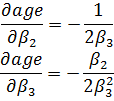 ∂age/∂β₂ = −1/(2β₃)
∂age/∂β₃ = −β₂/(2β₃²)